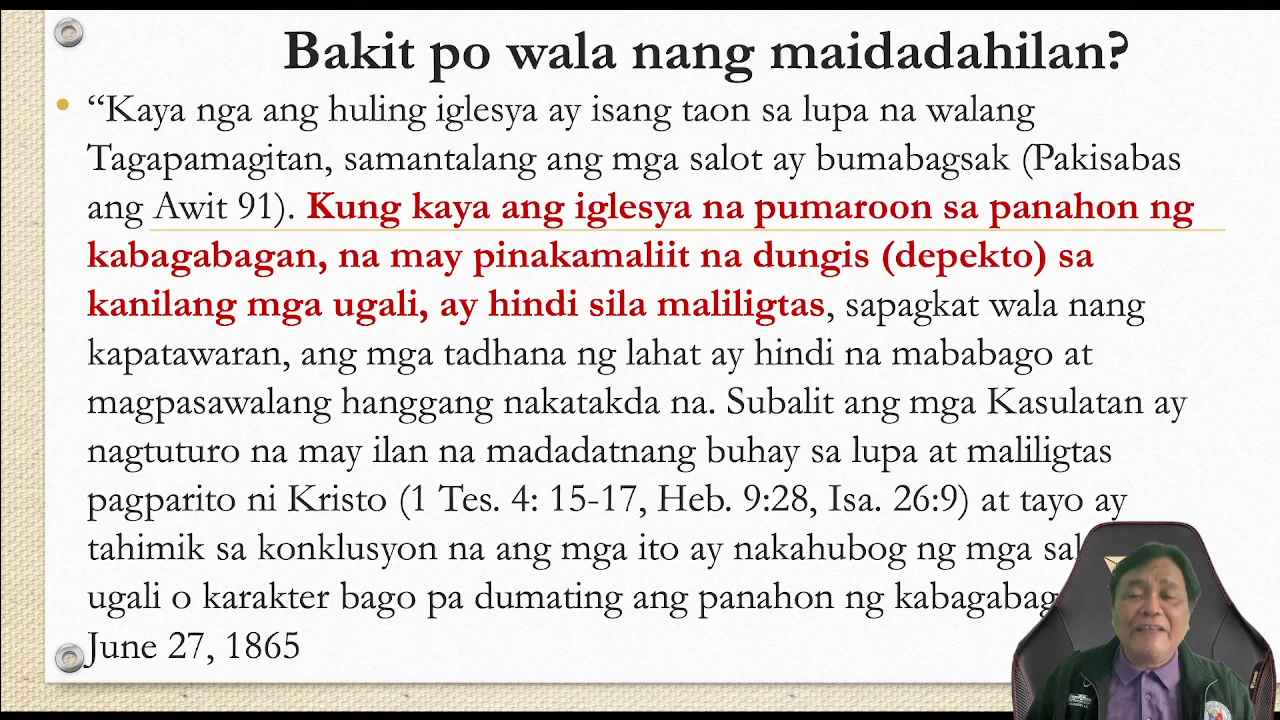 Bakit po wala nang maidadahilan?
• “Kaya nga ang huling iglesya ay isang taon sa lupa na walang
Tagapamagitan, samantalang ang mga salot ay bumabagsak (Pakisabas
ang Awit 91). Kung kaya ang iglesya na pumaroon sa panahon ng
kabagabagan, na may pinakamaliit na dungis (depekto) sa
kanilang mga ugali, ay hindi sila maliligtas, sapagkat wala nang
kapatawaran, ang mga tadhana ng lahat ay hindi na mababago at
magpasawalang hanggang nakatakda na. Subalit ang mga Kasulatan ay
nagtuturo na may ilan na madadatnang buhay sa lupa at maliligtas
pagparito ni Kristo (1 Tes. 4: 15-17, Heb. 9:28, Isa. 26:9) at tayo ay
tahimik sa konklusyon na ang mga ito ay nakahubog ng mga
ugali o karakter bago pa dumating ang panahon ng
June 27, 1865